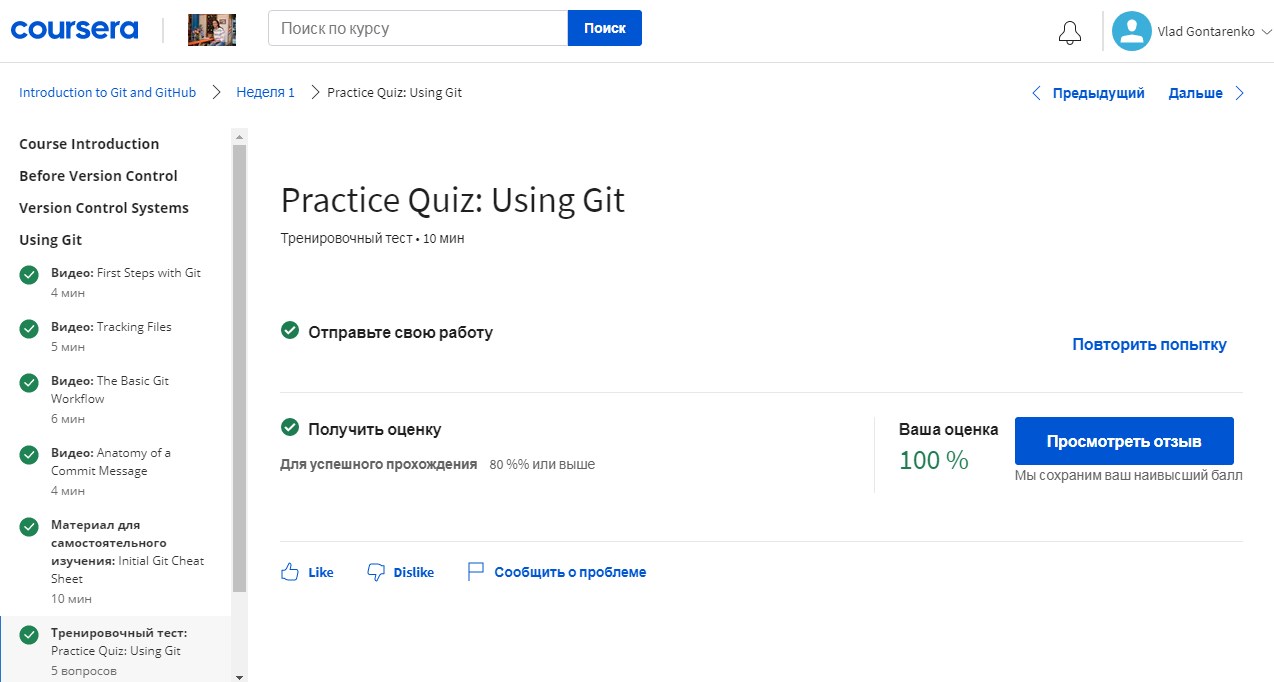 coursera
Поиск по курсу
Поиск
Vlad Gontarenko
Introduction to Git and GitHub
Неделя 1
Practice Quiz: Using Git
Предыдущий
Дальше
Course Introduction
Before Version Control
Version Control Systems
Using Git
Видео: First Steps with Git
4 мин
Видео: Tracking Files
5 мин
Видео: The Basic Git
Workflow
6 мин
Видео: Anatomy of a
Commit Message
4 мин
Материал для
самостоятельного
изучения: Initial Git Cheat
Sheet
10 мин
Тренировочный тест:
Practice Quiz: Using Git
5 вопросов
Practice Quiz: Using Git
Тренировочный тест • 10 мин
Отправьте свою работу
Повторить попытку
Получить оценку
Для успешного прохождения 80 %% или выше
Ваша оценка
100 %
Просмотреть отзыв
Мы сохраним ваш наивысший балл
Like
Dislike
Сообщить о проблеме